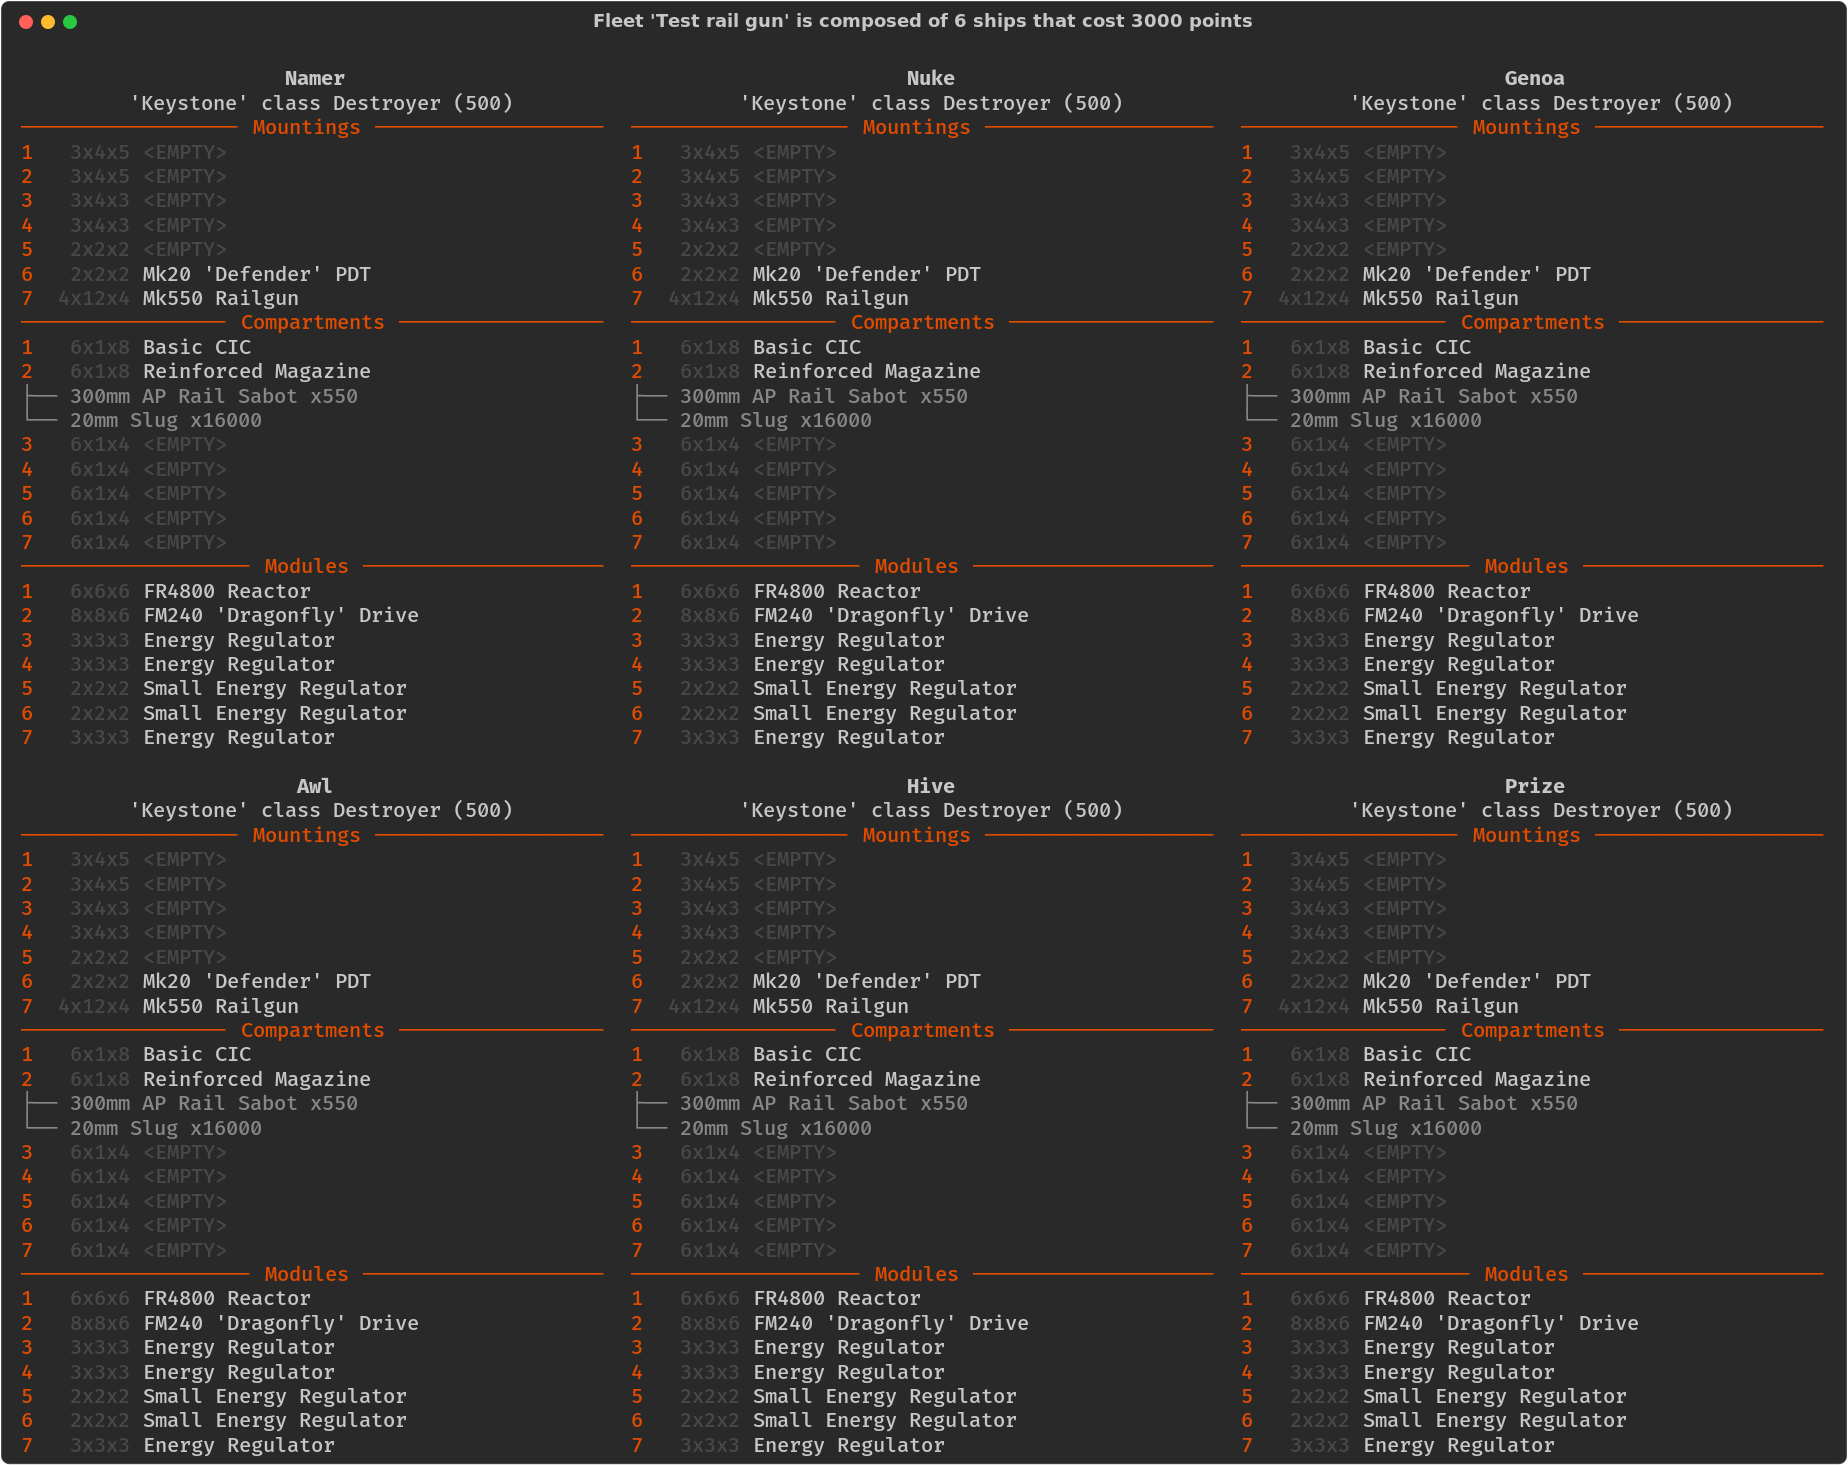 Fleet 'Test rail gun' is composed of 6 ships that cost 3000 points
Namer
'Keystone' class Destroyer (500)
Mountings
1 3x4x5 <EMPTY>
2 3x4x5 <EMPTY>
3 3x4x3 <EMPTY>
4 3x4x3 <EMPTY>
5 2x2x2 <EMPTY>
6 2x2x2 Mk20 'Defender' PDT
7 4x12x4 Mk550 Railgun
Compartments
1 6x1x8 Basic CIC
2 6x1x8 Reinforced Magazine
├── 300mm AP Rail Sabot x550
└── 20mm Slug x16000
3 6x1x4 <EMPTY>
4 6x1x4 <EMPTY>
5 6x1x4 <EMPTY>
6 6x1x4 <EMPTY>
7 6x1x4 <EMPTY>
Modules
1 6x6x6 FR4800 Reactor
2 8x8x6 FM240 'Dragonfly' Drive
3 3x3x3 Energy Regulator
4 3x3x3 Energy Regulator
5 2x2x2 Small Energy Regulator
6 2x2x2 Small Energy Regulator
7 3x3x3 Energy Regulator
Nuke
'Keystone' class Destroyer (500)
Mountings
1 3x4x5 <EMPTY>
2 3x4x5 <EMPTY>
3 3x4x3 <EMPTY>
4 3x4x3 <EMPTY>
5 2x2x2 <EMPTY>
6 2x2x2 Mk20 'Defender' PDT
7 4x12x4 Mk550 Railgun
Compartments
1 6x1x8 Basic CIC
2 6x1x8 Reinforced Magazine
├── 300mm AP Rail Sabot x550
└── 20mm Slug x16000
3 6x1x4 <EMPTY>
4 6x1x4 <EMPTY>
5 6x1x4 <EMPTY>
6 6x1x4 <EMPTY>
7 6x1x4 <EMPTY>
Modules
1 6x6x6 FR4800 Reactor
2 8x8x6 FM240 'Dragonfly' Drive
3 3x3x3 Energy Regulator
4 3x3x3 Energy Regulator
5 2x2x2 Small Energy Regulator
6 2x2x2 Small Energy Regulator
7 3x3x3 Energy Regulator
Genoa
'Keystone' class Destroyer (500)
Mountings
1 3x4x5 <EMPTY>
2 3x4x5 <EMPTY>
3 3x4x3 <EMPTY>
4 3x4x3 <EMPTY>
5 2x2x2 <EMPTY>
6 2x2x2 Mk20 'Defender' PDT
7 4x12x4 Mk550 Railgun
Compartments
1 6x1x8 Basic CIC
2 6x1x8 Reinforced Magazine
├── 300mm AP Rail Sabot x550
└── 20mm Slug x16000
3 6x1x4 <EMPTY>
4 6x1x4 <EMPTY>
5 6x1x4 <EMPTY>
6 6x1x4 <EMPTY>
7 6x1x4 <EMPTY>
Modules
1 6x6x6 FR4800 Reactor
2 8x8x6 FM240 'Dragonfly' Drive
3 3x3x3 Energy Regulator
4 3x3x3 Energy Regulator
5 2x2x2 Small Energy Regulator
6 2x2x2 Small Energy Regulator
7 3x3x3 Energy Regulator
Awl
'Keystone' class Destroyer (500)
Mountings
1 3x4x5 <EMPTY>
2 3x4x5 <EMPTY>
3 3x4x3 <EMPTY>
4 3x4x3 <EMPTY>
5 2x2x2 <EMPTY>
6 2x2x2 Mk20 'Defender' PDT
7 4x12x4 Mk550 Railgun
Compartments
1 6x1x8 Basic CIC
2 6x1x8 Reinforced Magazine
├── 300mm AP Rail Sabot x550
└── 20mm Slug x16000
3 6x1x4 <EMPTY>
4 6x1x4 <EMPTY>
5 6x1x4 <EMPTY>
6 6x1x4 <EMPTY>
7 6x1x4 <EMPTY>
Modules
1 6x6x6 FR4800 Reactor
2 8x8x6 FM240 'Dragonfly' Drive
3 3x3x3 Energy Regulator
4 3x3x3 Energy Regulator
5 2x2x2 Small Energy Regulator
6 2x2x2 Small Energy Regulator
7 3x3x3 Energy Regulator
Hive
'Keystone' class Destroyer (500)
Mountings
1 3x4x5 <EMPTY>
2 3x4x5 <EMPTY>
3 3x4x3 <EMPTY>
4 3x4x3 <EMPTY>
5 2x2x2 <EMPTY>
6 2x2x2 Mk20 'Defender' PDT
7 4x12x4 Mk550 Railgun
Compartments
1 6x1x8 Basic CIC
2 6x1x8 Reinforced Magazine
├── 300mm AP Rail Sabot x550
└── 20mm Slug x16000
3 6x1x4 <EMPTY>
4 6x1x4 <EMPTY>
5 6x1x4 <EMPTY>
6 6x1x4 <EMPTY>
7 6x1x4 <EMPTY>
Modules
1 6x6x6 FR4800 Reactor
2 8x8x6 FM240 'Dragonfly' Drive
3 3x3x3 Energy Regulator
4 3x3x3 Energy Regulator
5 2x2x2 Small Energy Regulator
6 2x2x2 Small Energy Regulator
7 3x3x3 Energy Regulator
Prize
'Keystone' class Destroyer (500)
Mountings
1 3x4x5 <EMPTY>
2 3x4x5 <EMPTY>
3 3x4x3 <EMPTY>
4 3x4x3 <EMPTY>
5 2x2x2 <EMPTY>
6 2x2x2 Mk20 'Defender' PDT
7 4x12x4 Mk550 Railgun
Compartments
1 6x1x8 Basic CIC
2 6x1x8 Reinforced Magazine
├── 300mm AP Rail Sabot x550
└── 20mm Slug x16000
3 6x1x4 <EMPTY>
4 6x1x4 <EMPTY>
5 6x1x4 <EMPTY>
6 6x1x4 <EMPTY>
7 6x1x4 <EMPTY>
Modules
1 6x6x6 FR4800 Reactor
2 8x8x6 FM240 'Dragonfly' Drive
3 3x3x3 Energy Regulator
4 3x3x3 Energy Regulator
5 2x2x2 Small Energy Regulator
6 2x2x2 Small Energy Regulator
7 3x3x3 Energy Regulator